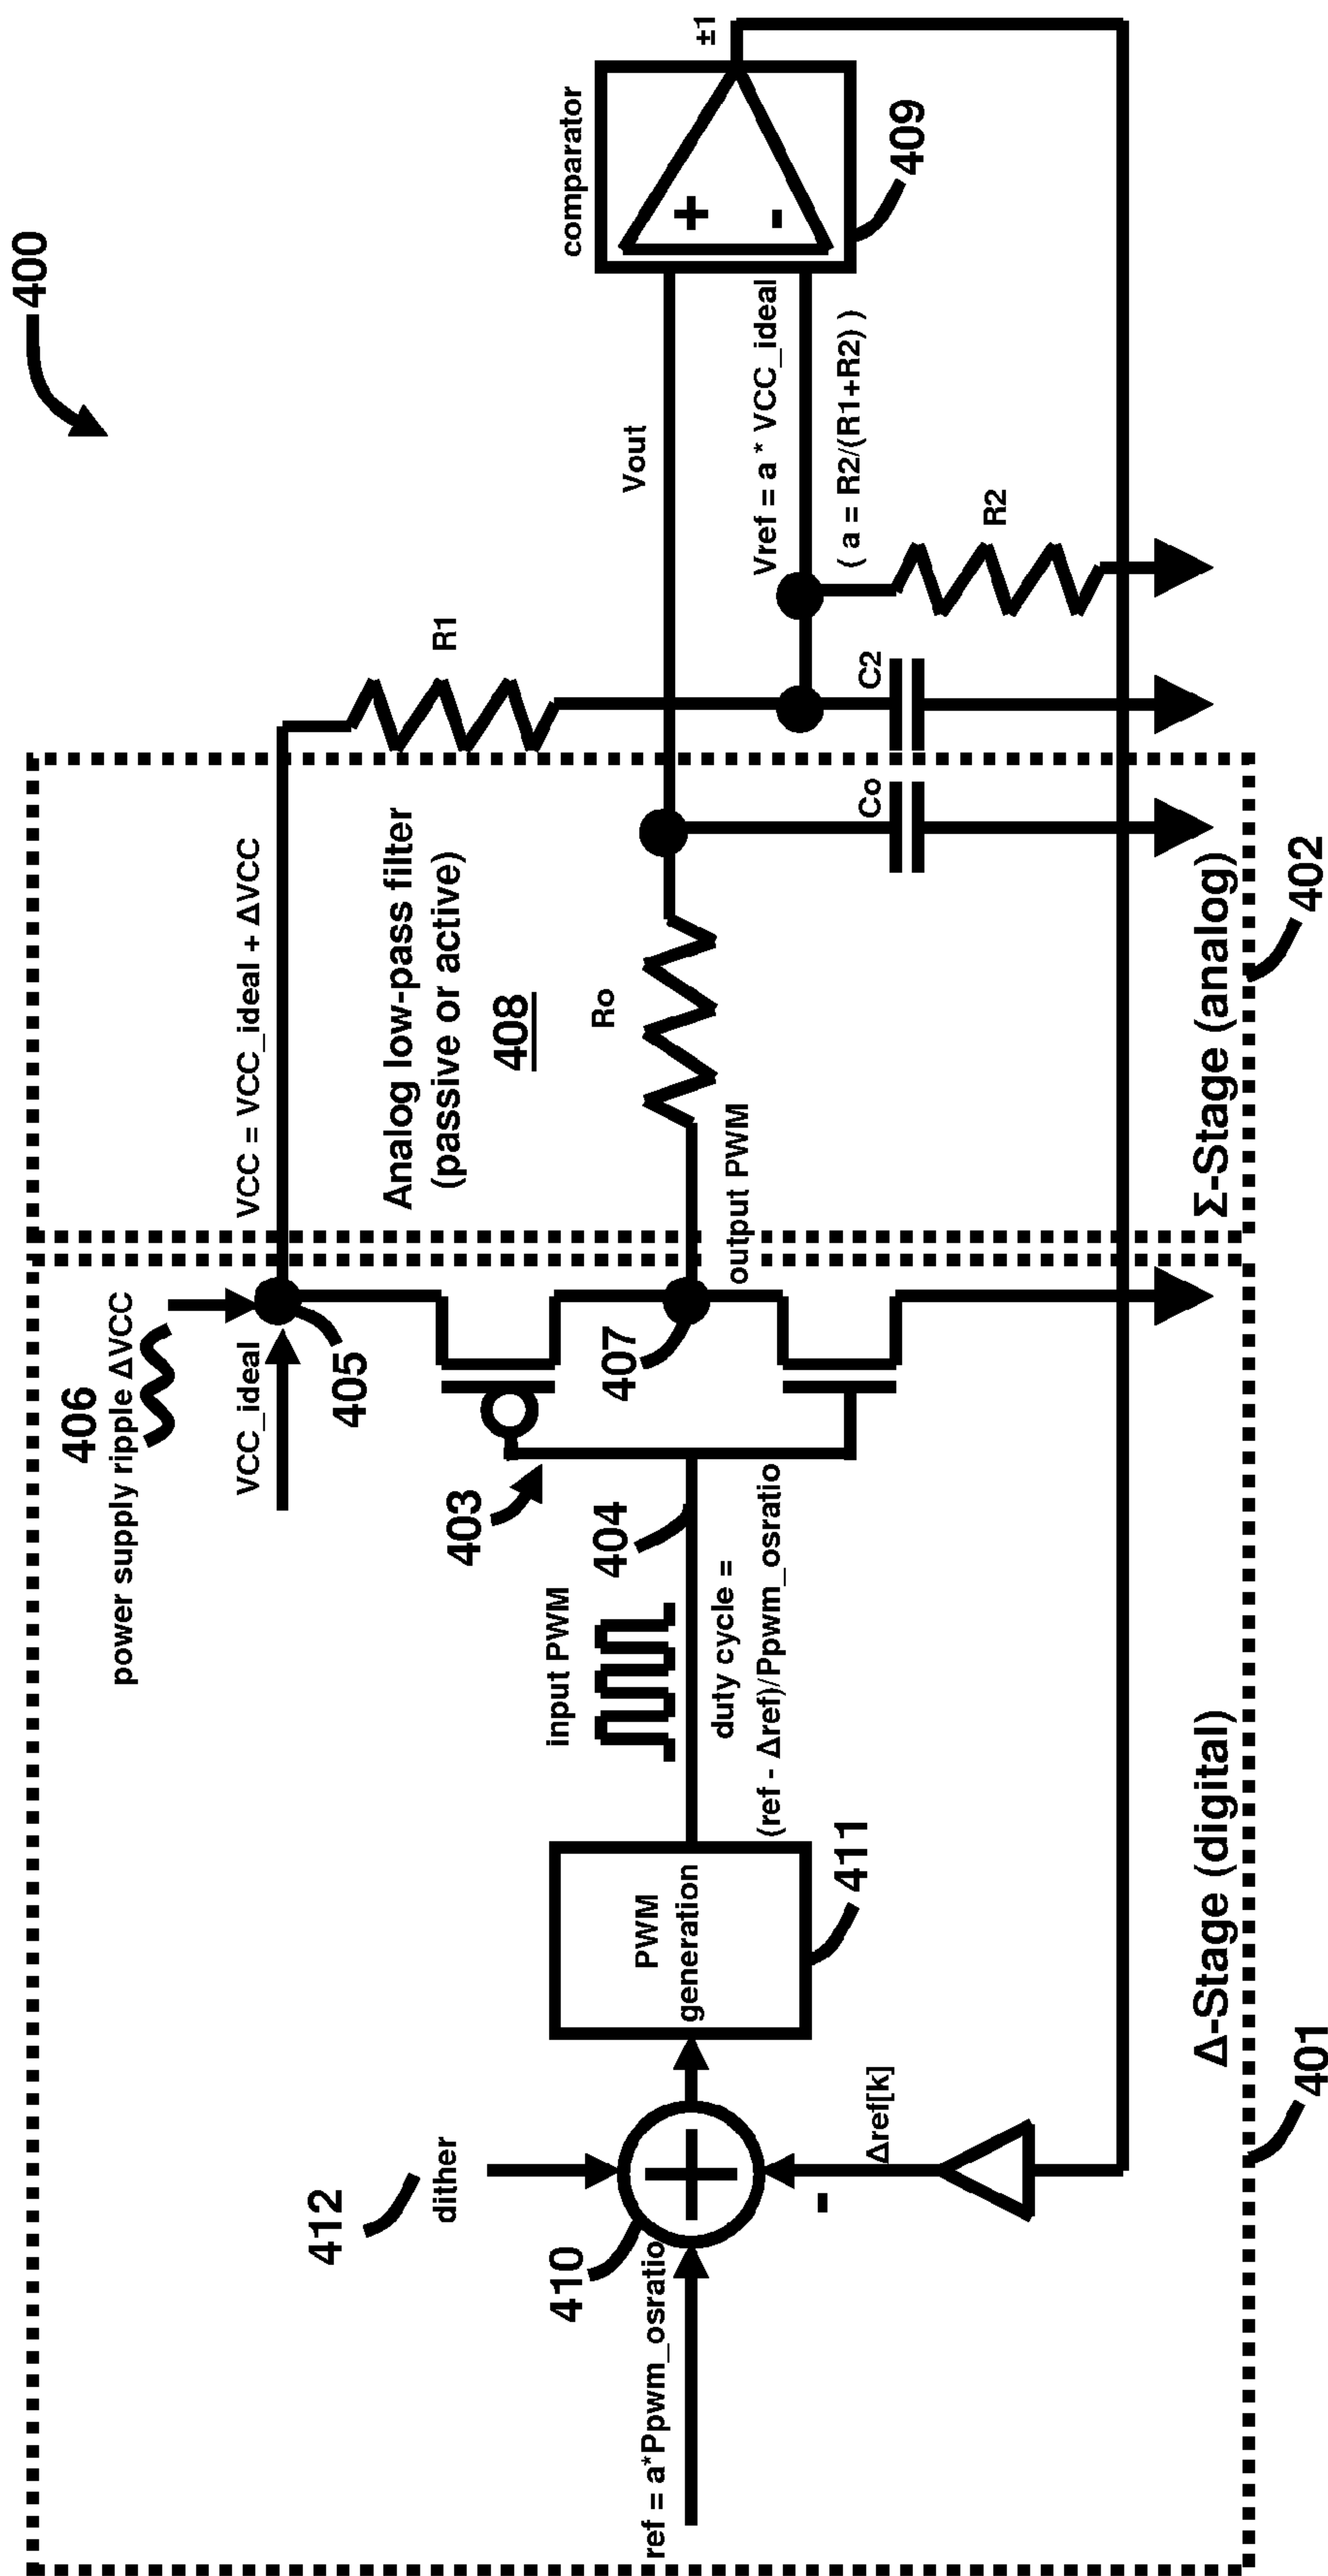 400
406
power supply ripple ΔVCC
VCC_ideal
405
VCC = VCC_ideal + ΔVCC
Analog low-pass filter
(passive or active)
408
R1
comparator
±1
+
-
409
Vout
Vref = a * VCC_ideal
( a = R2/(R1+R2) )
R2
C2
Co
Ro
output PWM
407
403
404
input PWM
duty cycle =
(ref - Δref)/Ppwm_osratio
PWM
generation
411
412
dither
410
ref = a*Ppwm_osratio
+
-
Δref[k]
Δ-Stage (digital)
401
Σ-Stage (analog)
402